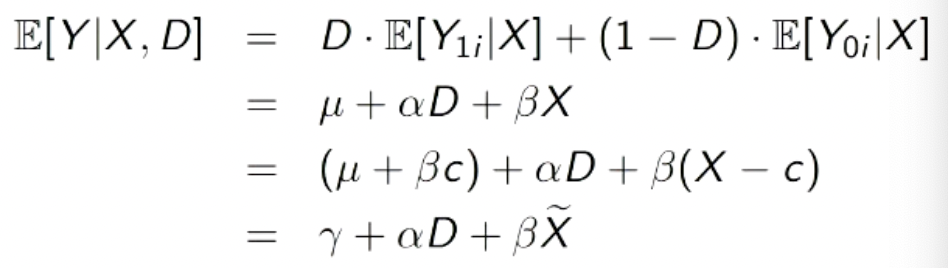 𝔼[Y|X, D] = D · 𝔼[Y₁ᵢ|X] + (1 − D) · 𝔼[Y₀ᵢ|X]
= μ + αD + βX
= (μ + βc) + αD + β(X − c)
= γ + αD + βX̃